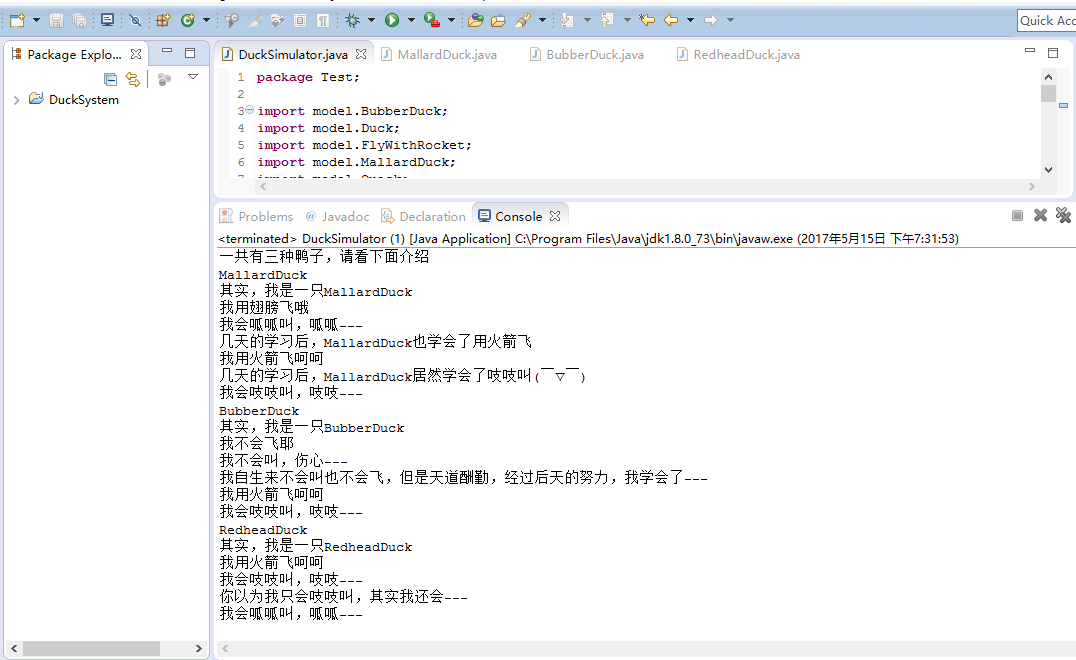 Quick Acc
Package Explo...
DuckSystem
DuckSimulator.java MallardDuck.java BubberDuck.java RedheadDuck.java
1 package Test;
2
3 import model.BubberDuck;
4 import model.Duck;
5 import model.FlyWithRocket;
6 import model.MallardDuck;
Problems @ Javadoc Declaration Console
<terminated> DuckSimulator (1) [Java Application] C:\Program Files\Java\jdk1.8.0_73\bin\javaw.exe (2017年5月15日 下午7:31:53)
一共有三种鸭子，请看下面介绍
MallardDuck
其实，我是一只MallardDuck
我用翅膀飞哦
我会呱呱叫，呱呱---
几天的学习后，MallardDuck也学会了用火箭飞
我用火箭飞呵呵
几天的学习后，MallardDuck居然学会了吱吱叫(￣▽￣)
我会吱吱叫，吱吱---
BubberDuck
其实，我是一只BubberDuck
我不会飞耶
我不会叫，伤心---
我自生来不会叫也不会飞，但是天道酬勤，经过后天的努力，我学会了---
我用火箭飞呵呵
我会吱吱叫，吱吱---
RedheadDuck
其实，我是一只RedheadDuck
我用火箭飞呵呵
我会吱吱叫，吱吱---
你以为我只会吱吱叫，其实我还会---
我会呱呱叫，呱呱---